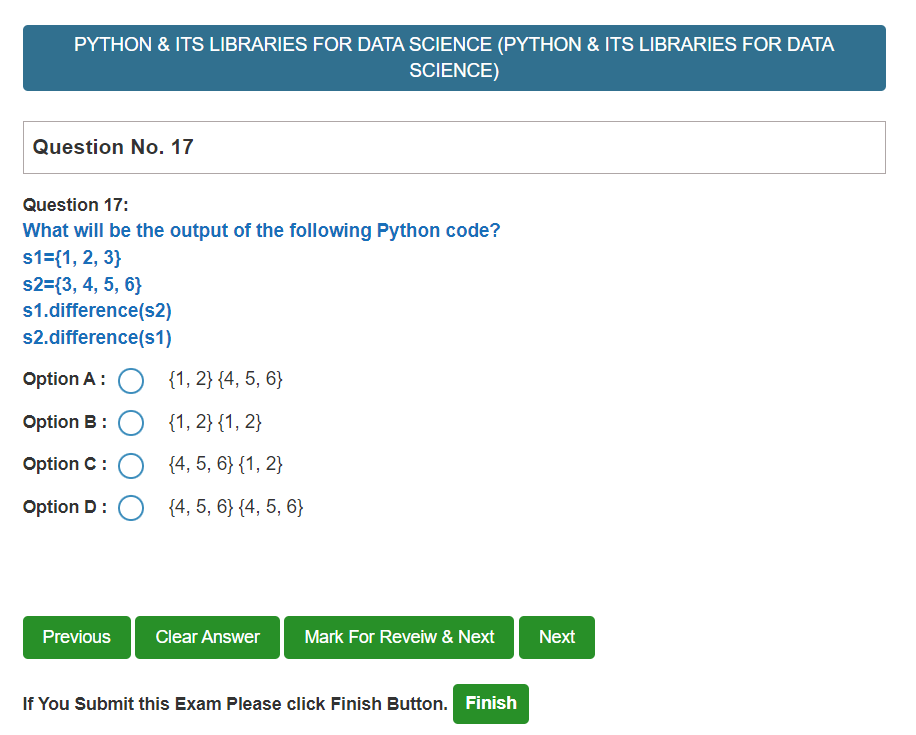 PYTHON & ITS LIBRARIES FOR DATA SCIENCE (PYTHON & ITS LIBRARIES FOR DATA
SCIENCE)
Question No. 17
Question 17:
What will be the output of the following Python code?
s1={1, 2, 3}
s2={3, 4, 5, 6}
s1.difference(s2)
s2.difference(s1)
Option A : {1, 2} {4, 5, 6}
Option B : {1, 2} {1, 2}
Option C : {4, 5, 6} {1, 2}
Option D : {4, 5, 6} {4, 5, 6}
Previous Clear Answer Mark For Reveiw & Next Next
If You Submit this Exam Please click Finish Button. Finish